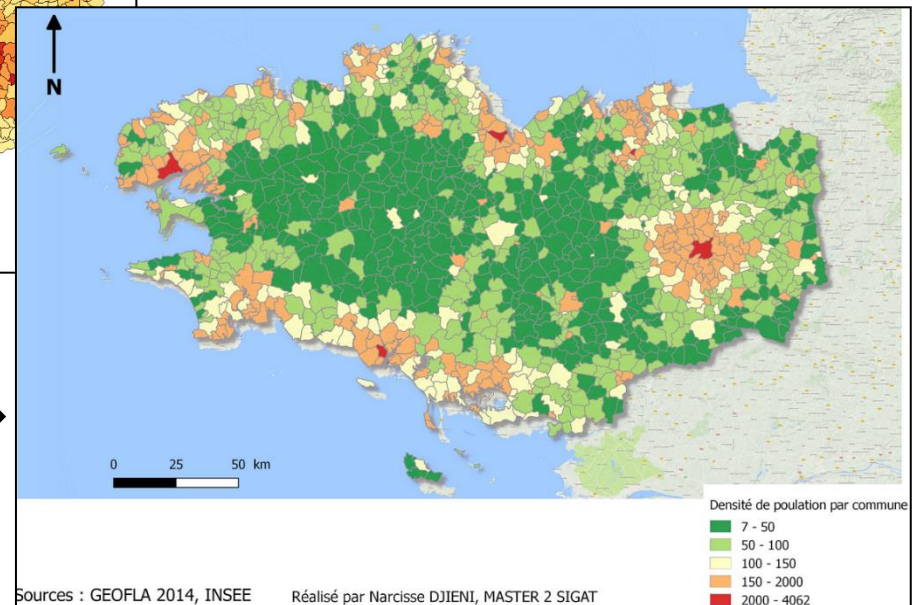 N
0 25 50 km
Densité de poulation par commune
7 - 50
50 - 100
100 - 150
150 - 2000
2000 - 4062
Sources : GEOFLA 2014, INSEE Réalisé par Narcisse DJIENI, MASTER 2 SIGAT